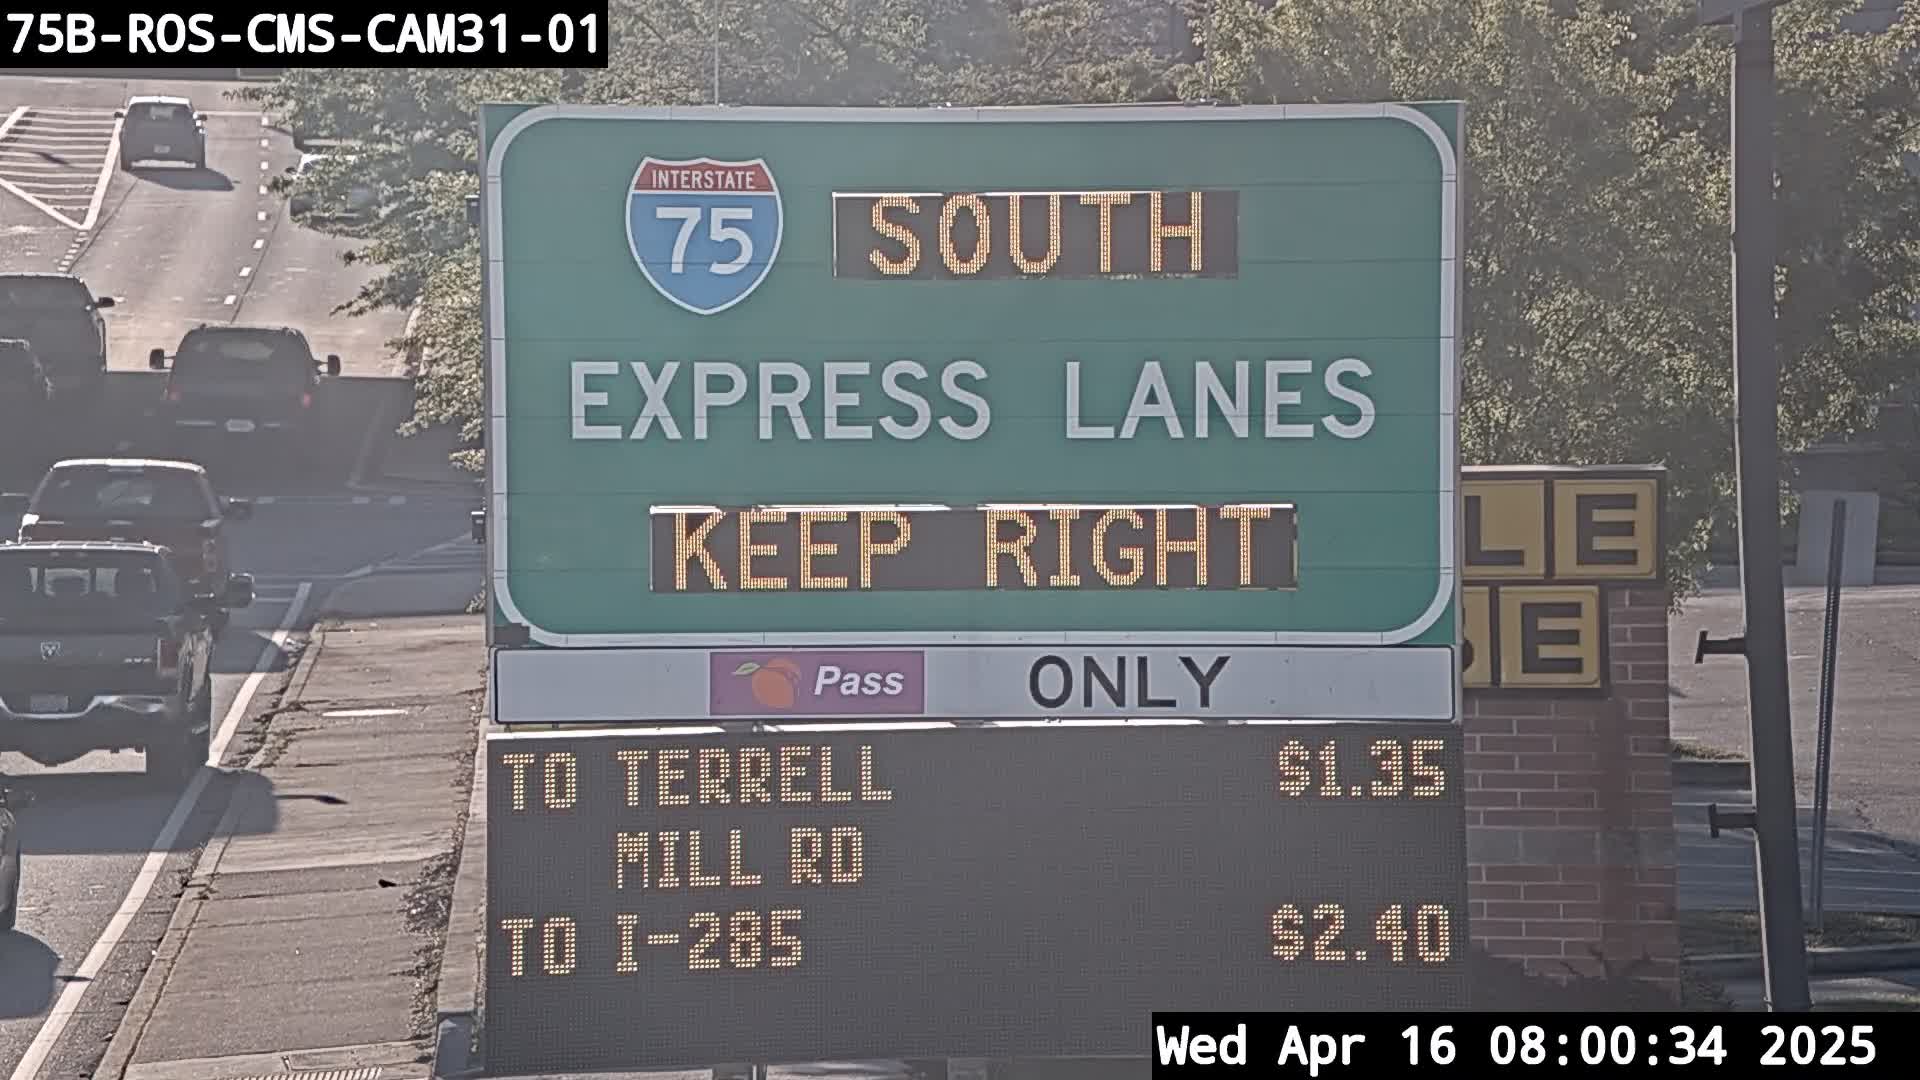 75B-ROS-CMS-CAM31-01
INTERSTATE
75
SOUTH
EXPRESS LANES
KEEP RIGHT
Pass ONLY
TO TERRELL $1.35
MILL RD
TO I-285 $2.40
LE
E
Wed Apr 16 08:00:34 2025